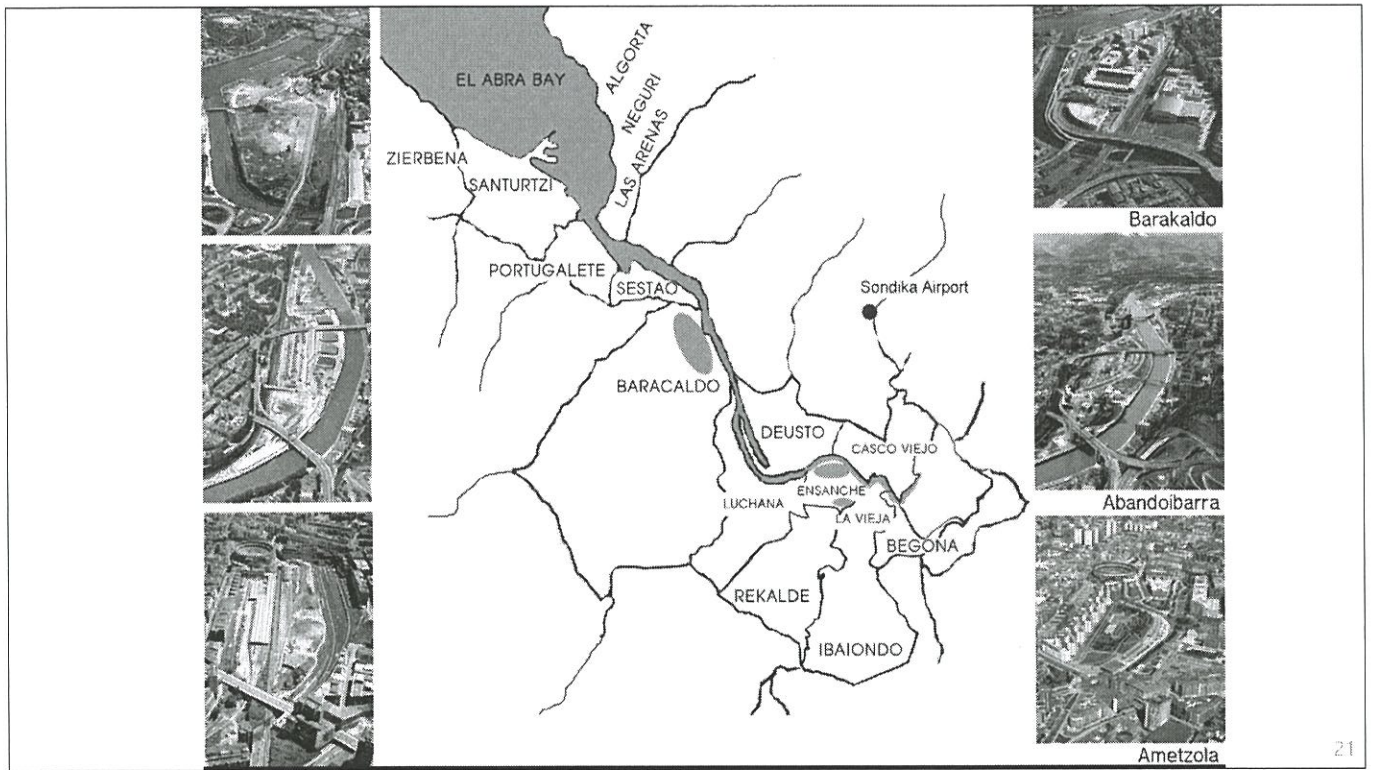 EL ABRA BAY
ALGORTA
NEGURI
LAS ARENAS
ZIERBENA
SANTURTZI
Barakaldo
PORTUGALETE
SESTAO
Sondika Airport
BARACALDO
DEUSTO
CASCO VIEJO
ENSANCHE
LUCHANA
LA VIEJA
Abandoibarra
BEGONA
REKALDE
IBAIONDO
Ametzola
21